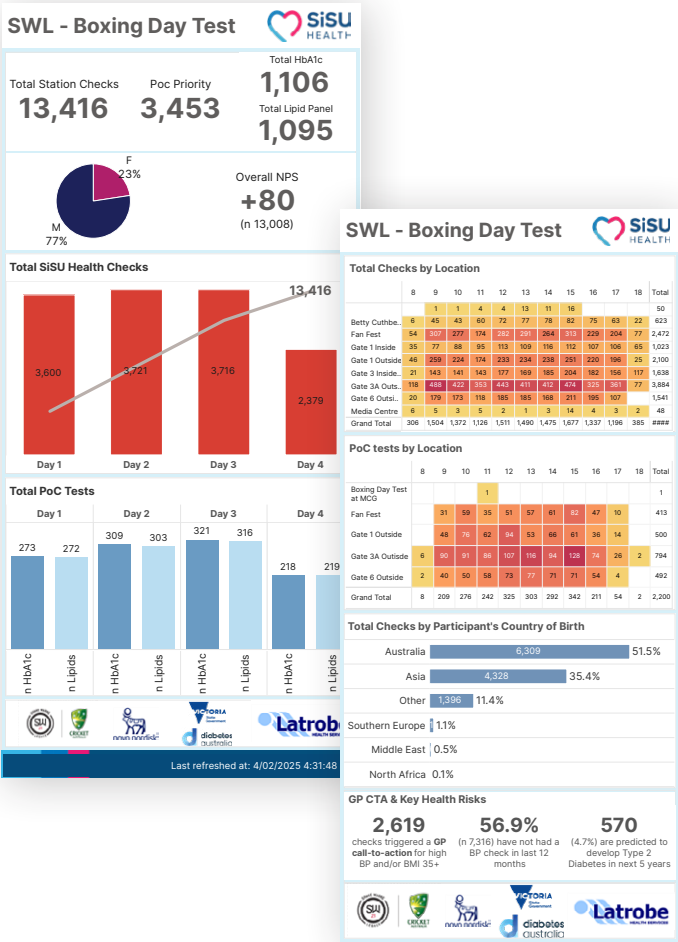 SWL - Boxing Day Test
SiSU
HEALTH
Total Station Checks
13,416
Poc Priority
3,453
Total HbA1c
1,106
Total Lipid Panel
1,095
F
23%
M
77%
Overall NPS
+80
(n 13,008)
Total SiSU Health Checks
13,416
3,600 3,721 3,716 2,379
Day 1 Day 2 Day 3 Day 4
Total PoC Tests
Day 1 Day 2 Day 3 Day 4
273 272 309 303 321 316 218 219
n HbA1c n Lipids n HbA1c n Lipids n HbA1c n Lipids n HbA1c n Lipids
SW
CRICKET
novo nordisk
VICTORIA
State
Government
diabetes
australia
Latrobe
HEALTH SERVICES
Last refreshed at: 4/02/2025 4:31:48
SWL - Boxing Day Test
SiSU
HEALTH
Total Checks by Location
8 9 10 11 12 13 14 15 16 17 18 Total
1 1 4 4 13 11 16 50
Betty Cuthbe.. 6 45 43 60 72 77 78 82 75 63 22 623
Fan Fest 54 307 277 174 282 291 264 313 229 204 77 2,472
Gate 1 Inside 35 77 88 95 113 109 116 112 107 106 65 1,023
Gate 1 Outside 46 259 224 174 233 234 238 251 220 196 25 2,100
Gate 3 Inside.. 21 143 141 143 177 169 185 204 182 156 117 1,638
Gate 3A Outs.. 118 488 422 353 443 411 412 474 325 361 77 3,884
Gate 6 Outsi.. 20 179 173 118 185 185 168 211 195 107 1,541
Media Centre 6 5 3 5 2 1 3 14 4 3 2 48
Grand Total 306 1,504 1,372 1,126 1,511 1,490 1,475 1,677 1,337 1,196 385 ####
PoC tests by Location
8 9 10 11 12 13 14 15 16 17 18 Total
Boxing Day Test
at MCG 1 1
Fan Fest 31 59 35 51 57 61 82 47 10 413
Gate 1 Outside 48 76 62 94 53 66 61 36 14 500
Gate 3A Outside 6 90 91 86 107 116 94 128 74 26 2 794
Gate 6 Outside 2 40 50 58 73 77 71 71 54 4 492
Grand Total 8 209 276 242 325 303 292 342 211 54 2 2,200
Total Checks by Participant's Country of Birth
Australia 6,309 51.5%
Asia 4,328 35.4%
Other 1,396 11.4%
Southern Europe 1.1%
Middle East 0.5%
North Africa 0.1%
GP CTA & Key Health Risks
2,619
checks triggered a GP
call-to-action for high
BP and/or BMI 35+
56.9%
(n 7,316) have not had a
BP check in last 12
months
570
(4.7%) are predicted to
develop Type 2
Diabetes in next 5 years
SW
CRICKET
novo nordisk
VICTORIA
State
Government
diabetes
australia
Latrobe
HEALTH SERVICES